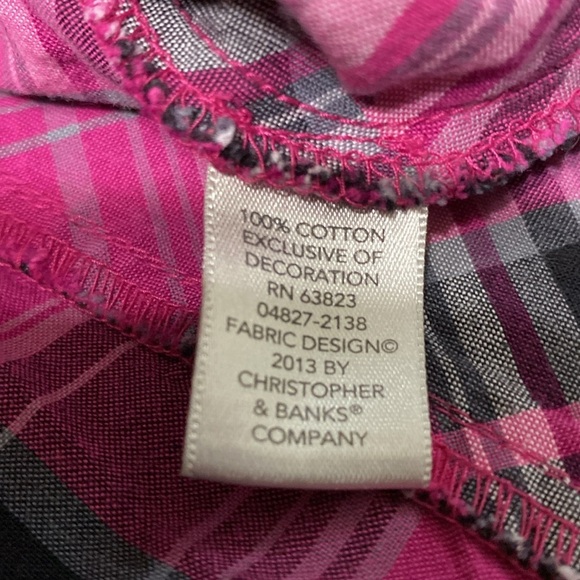 100% COTTON
EXCLUSIVE OF
DECORATION
RN 63823
04827-2138
FABRIC DESIGN©
2013 BY
CHRISTOPHER
& BANKS®
COMPANY